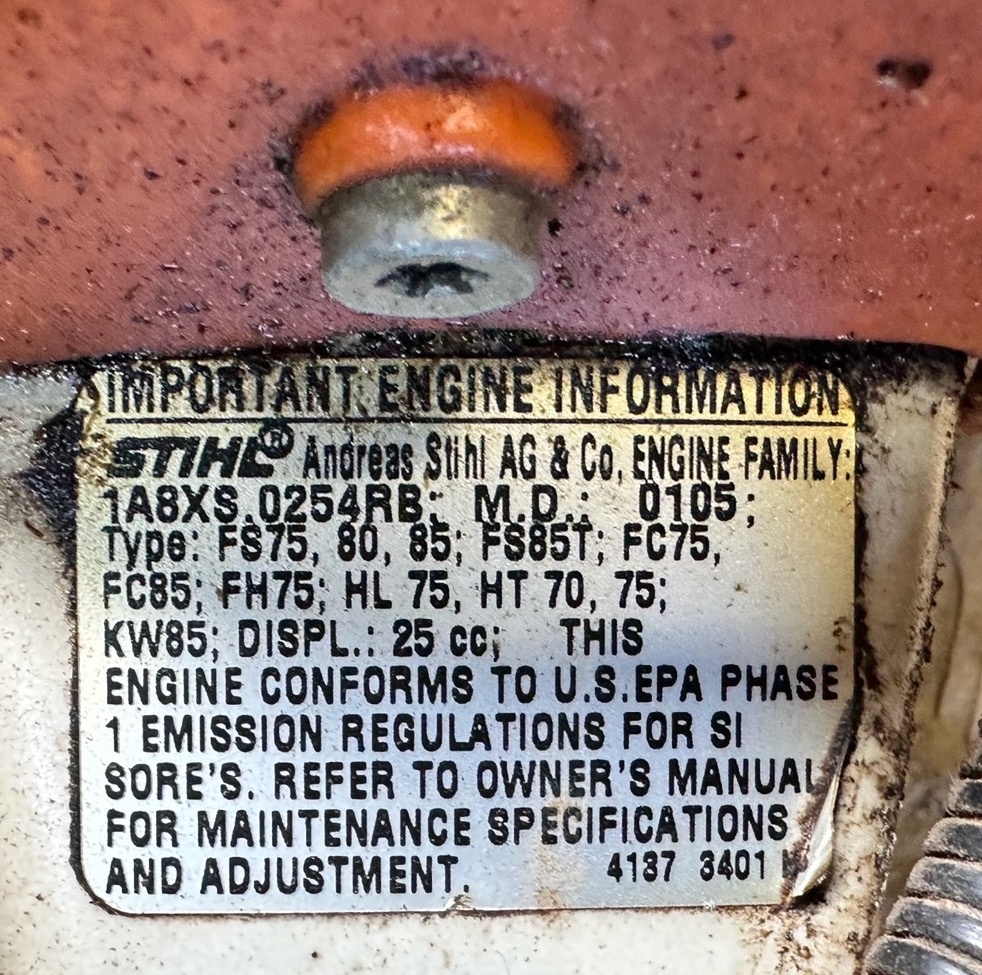 IMPORTANT ENGINE INFORMATION
STIHL® Andreas Stihl AG & Co. ENGINE FAMILY:
1A8XS.0254RB; M.D.: 0105;
Type: FS75, 80, 85; FS85T; FC75,
FC85; FH75; HL 75, HT 70, 75;
KW85; DISPL.: 25 cc; THIS
ENGINE CONFORMS TO U.S.EPA PHASE
1 EMISSION REGULATIONS FOR SI
SORE'S. REFER TO OWNER'S MANUAL
FOR MAINTENANCE SPECIFICATIONS
AND ADJUSTMENT. 4137 3401